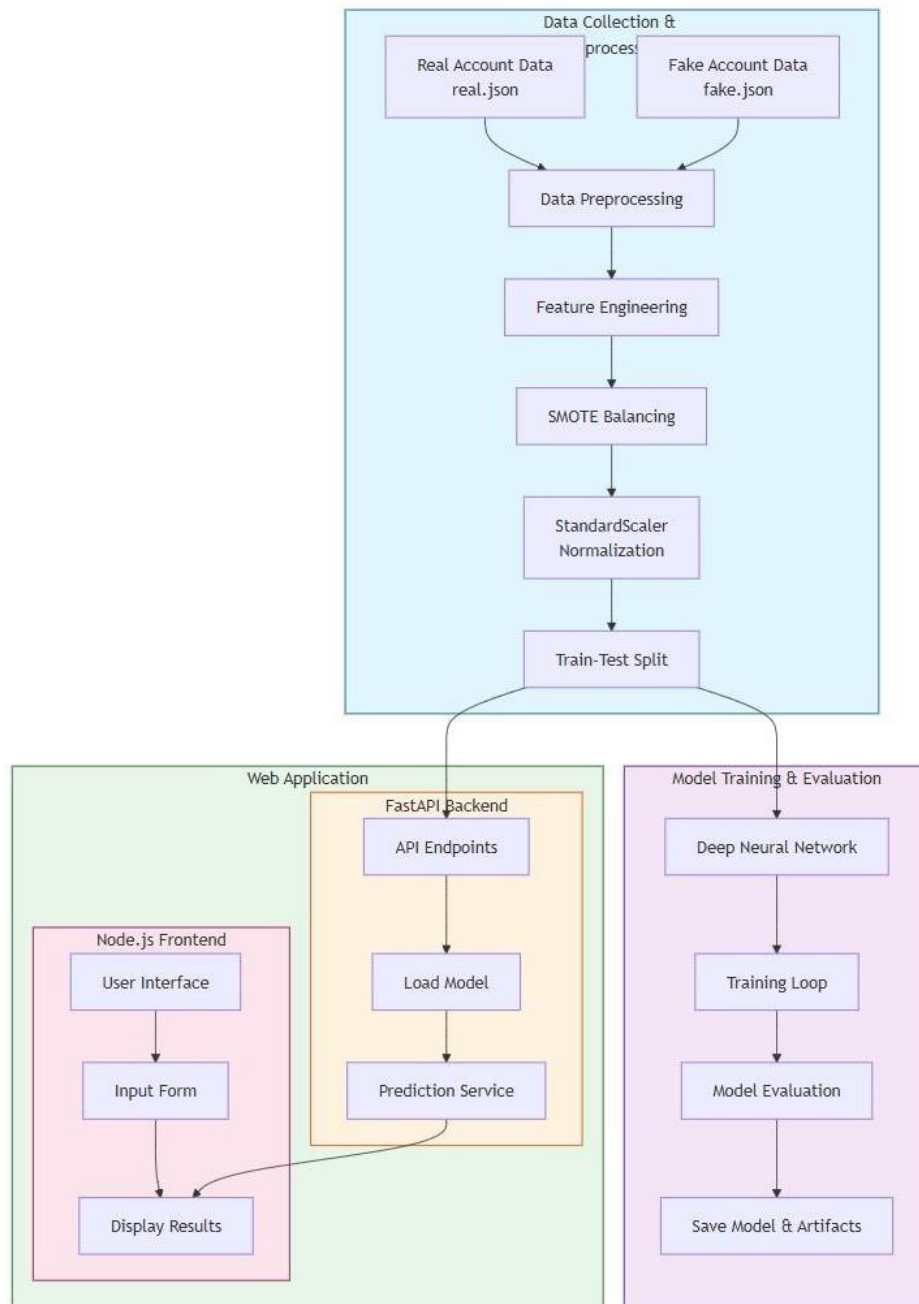 Data Collection &
process
Real Account Data
real.json
Fake Account Data
fake.json
Data Preprocessing
Feature Engineering
SMOTE Balancing
StandardScaler
Normalization
Train-Test Split
Web Application
FastAPI Backend
API Endpoints
Load Model
Prediction Service
Node.js Frontend
User Interface
Input Form
Display Results
Model Training & Evaluation
Deep Neural Network
Training Loop
Model Evaluation
Save Model & Artifacts